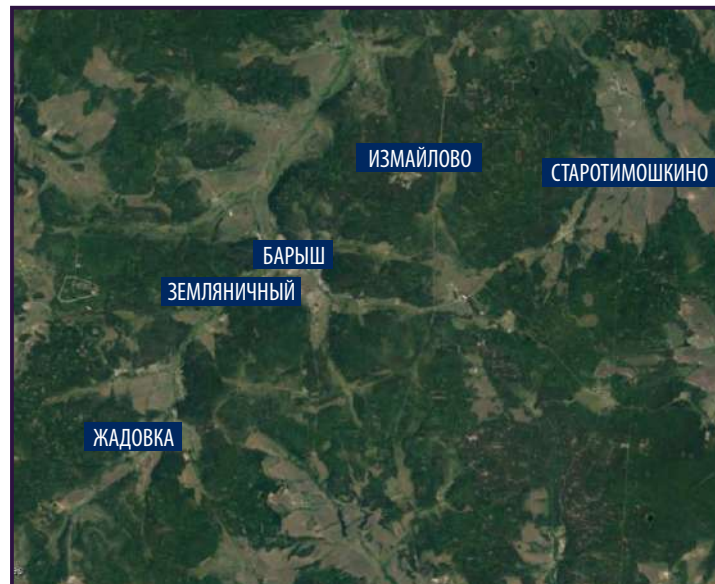 ИЗМАЙЛОВО
СТАРОТИМОШКИНО
БАРЫШ
ЗЕМЛЯНИЧНЫЙ
ЖАДОВКА